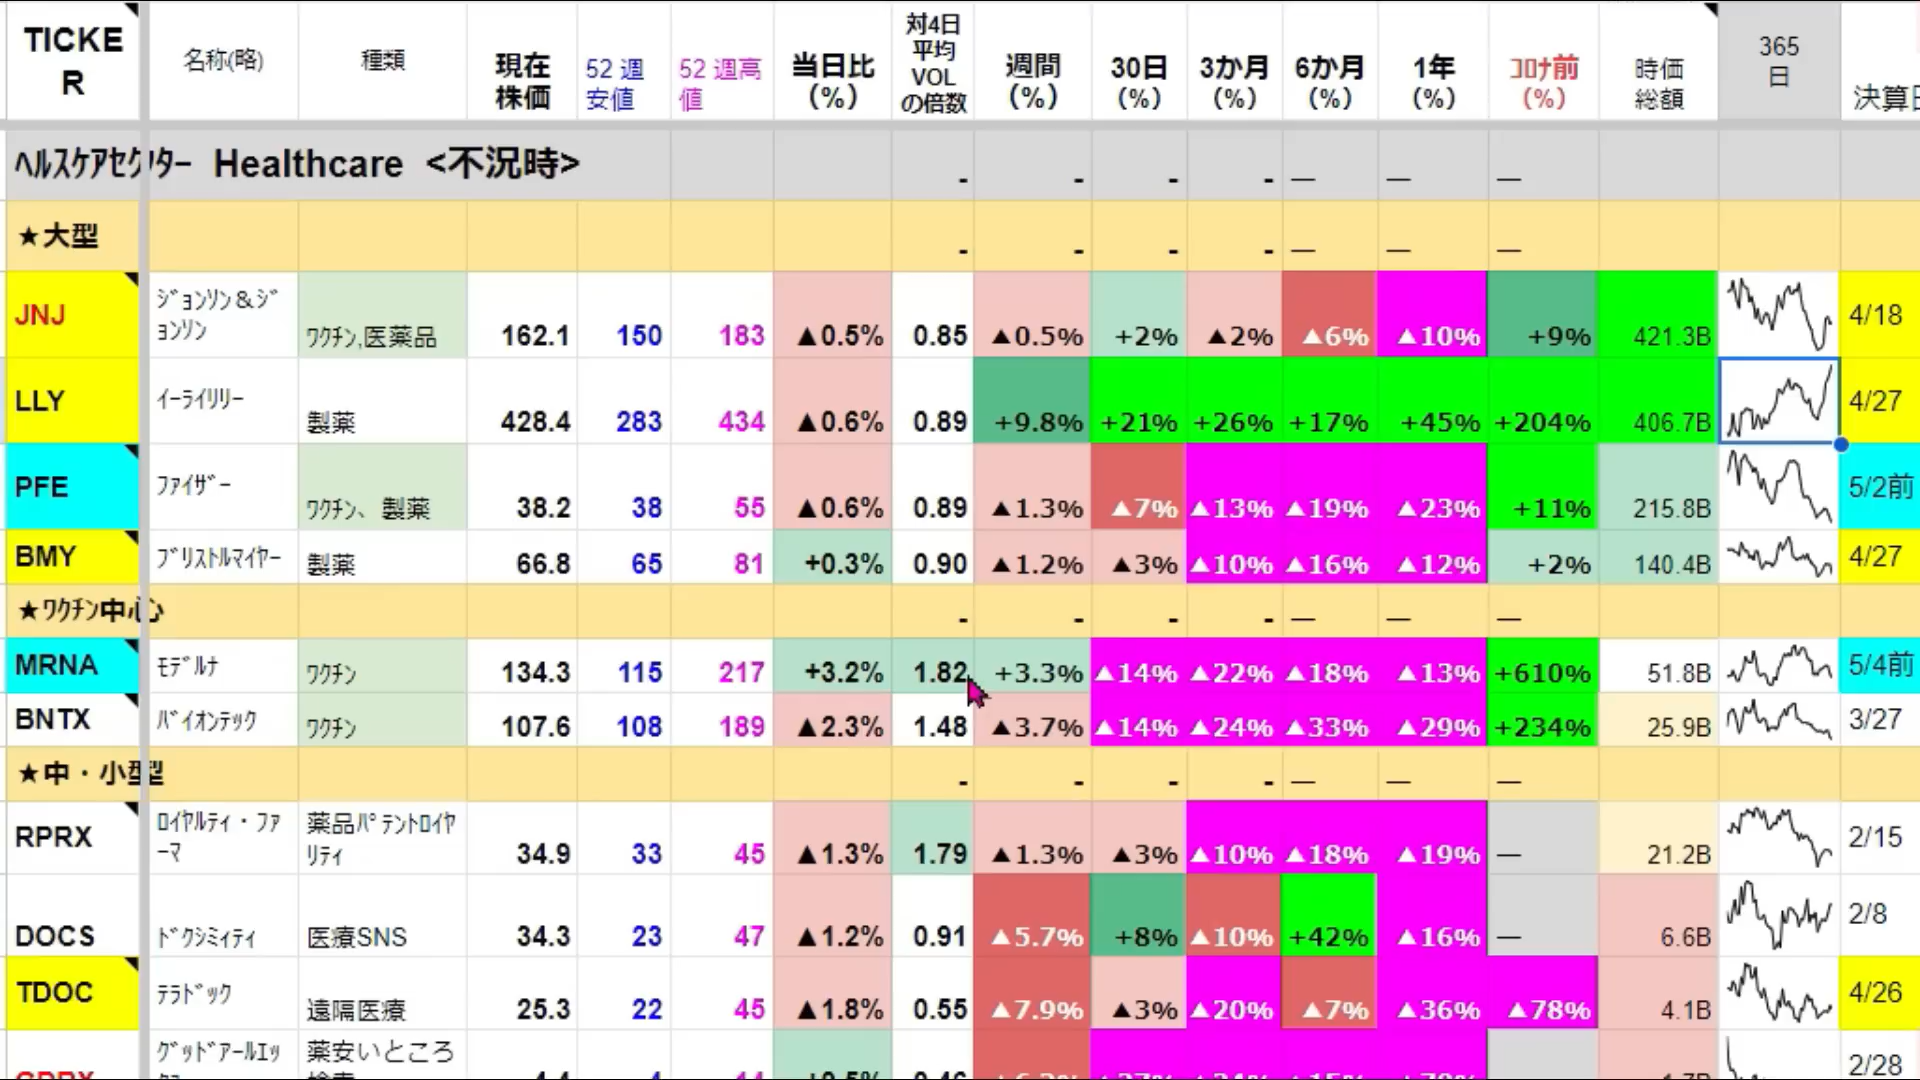 TICKER 名称(略) 種類 現在株価 52 週安値 52 週高値 当日比(%) 対4日平均VOLの倍数 週間(%) 30日(%) 3か月(%) 6か月(%) 1年(%) ｺﾛﾅ前(%) 時価総額 365日 決算日
ﾍﾙｽｹｱｾｸﾀｰ Healthcare <不況時> - - - - — — —
★大型 - - - - — — —
JNJ ｼﾞｮﾝｿﾝ＆ｼﾞｮﾝｿﾝ ﾜｸﾁﾝ,医薬品 162.1 150 183 ▲0.5% 0.85 ▲0.5% +2% ▲2% ▲6% ▲10% +9% 421.3B 4/18
LLY ｲｰﾗｲﾘﾘｰ 製薬 428.4 283 434 ▲0.6% 0.89 +9.8% +21% +26% +17% +45% +204% 406.7B 4/27
PFE ﾌｧｲｻﾞｰ ﾜｸﾁﾝ、製薬 38.2 38 55 ▲0.6% 0.89 ▲1.3% ▲7% ▲13% ▲19% ▲23% +11% 215.8B 5/2前
BMY ﾌﾞﾘｽﾄﾙﾏｲﾔｰ 製薬 66.8 65 81 +0.3% 0.90 ▲1.2% ▲3% ▲10% ▲16% ▲12% +2% 140.4B 4/27
★ﾜｸﾁﾝ中心 - - - - — — —
MRNA ﾓﾃﾞﾙﾅ ﾜｸﾁﾝ 134.3 115 217 +3.2% 1.82 +3.3% ▲14% ▲22% ▲18% ▲13% +610% 51.8B 5/4前
BNTX ﾊﾞｲｵﾝﾃｯｸ ﾜｸﾁﾝ 107.6 108 189 ▲2.3% 1.48 ▲3.7% ▲14% ▲24% ▲33% ▲29% +234% 25.9B 3/27
★中・小型 - - - - — — —
RPRX ﾛｲﾔﾙﾃｨ・ﾌｧｰﾏ 薬品ﾊﾟﾃﾝﾄﾛｲﾔﾘﾃｨ 34.9 33 45 ▲1.3% 1.79 ▲1.3% ▲3% ▲10% ▲18% ▲19% — 21.2B 2/15
DOCS ﾄﾞｸｼﾐｨﾃｨ 医療SNS 34.3 23 47 ▲1.2% 0.91 ▲5.7% +8% ▲10% +42% ▲16% — 6.6B 2/8
TDOC ﾃﾗﾄﾞｯｸ 遠隔医療 25.3 22 45 ▲1.8% 0.55 ▲7.9% ▲3% ▲20% ▲7% ▲36% ▲78% 4.1B 4/26
ｸﾞｯﾄﾞｱｰﾙｴｯ 薬安いところ 2/28